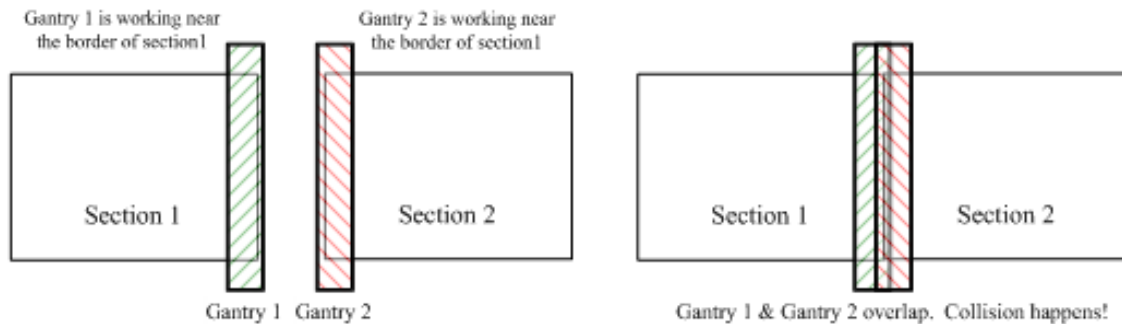 Gantry 1 is working near
the border of section1
Gantry 2 is working near
the border of section1
Section 1
Section 2
Section 1
Section 2
Gantry 1
Gantry 2
Gantry 1 & Gantry 2 overlap. Collision happens!